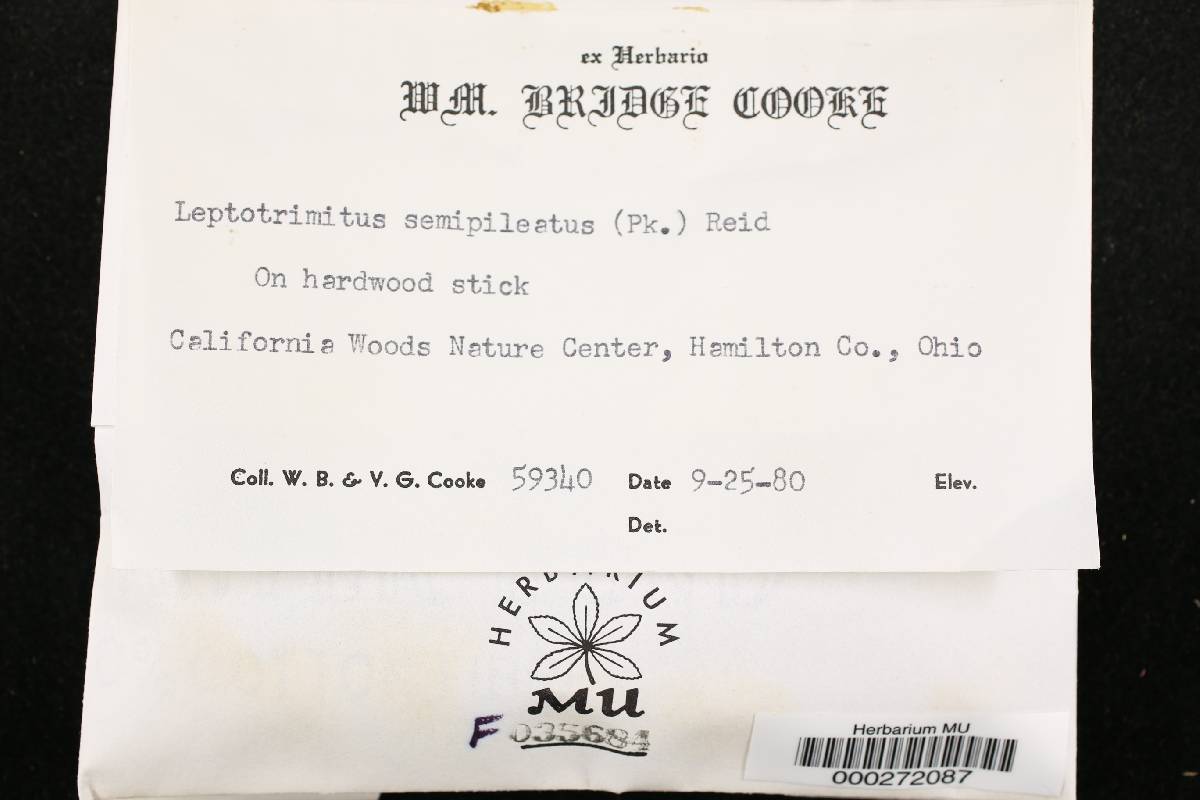 ex Herbario
WM. BRIDGE COOKE
Leptotrimitus semipileatus (Pk.) Reid
On hardwood stick
California Woods Nature Center, Hamilton Co., Ohio
Coll. W. B. & V. G. Cooke 59340 Date 9-25-80 Elev.
Det.
HERBARIUM
MU
F 035684
Herbarium MU
000272087